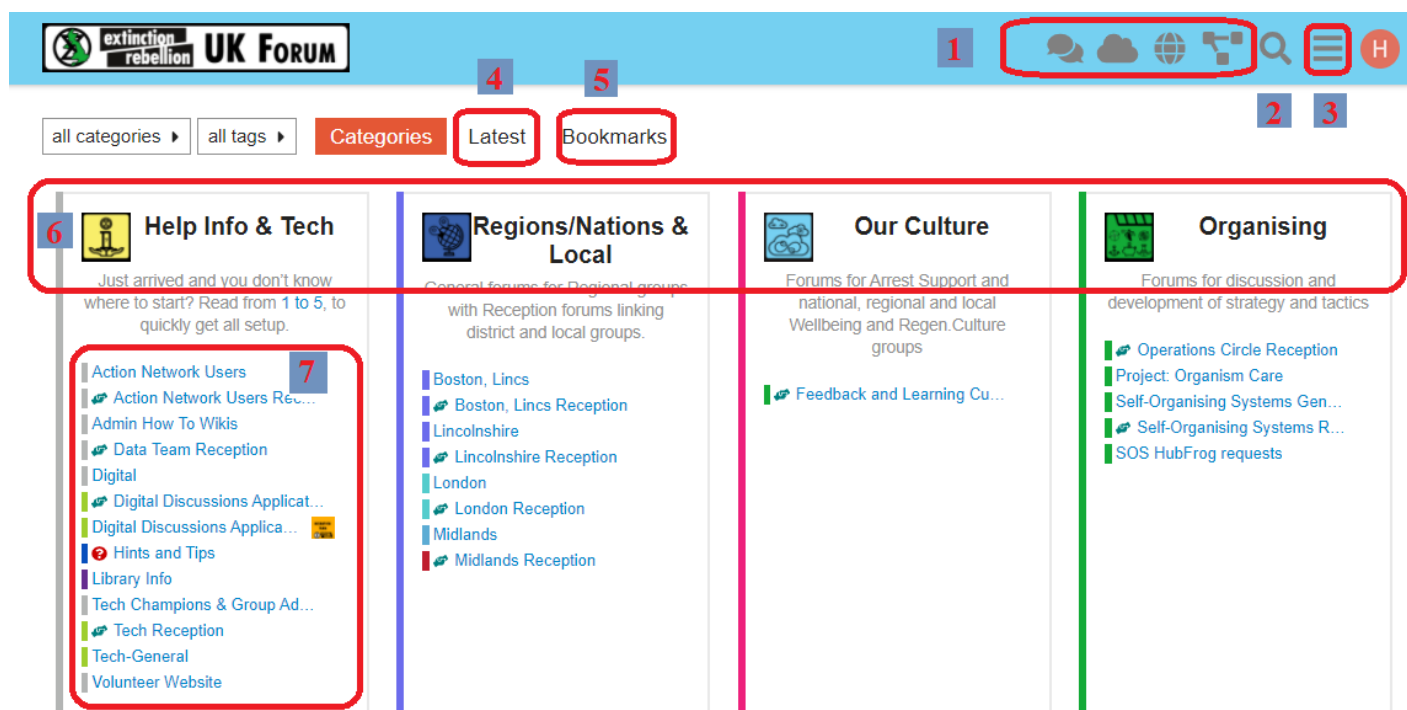 extinction
rebellion UK FORUM
1
H
2
3
4
5
all categories
all tags
Categories
Latest
Bookmarks
6
Help Info & Tech
Just arrived and you don't know
where to start? Read from 1 to 5, to
quickly get all setup.
7
Action Network Users
Action Network Users Rec...
Admin How To Wikis
Data Team Reception
Digital
Digital Discussions Applicat...
Digital Discussions Applica...
Hints and Tips
Library Info
Tech Champions & Group Ad...
Tech Reception
Tech-General
Volunteer Website
Regions/Nations &
Local
General forums for Regional groups
with Reception forums linking
district and local groups.
Boston, Lincs
Boston, Lincs Reception
Lincolnshire
Lincolnshire Reception
London
London Reception
Midlands
Midlands Reception
Our Culture
Forums for Arrest Support and
national, regional and local
Wellbeing and Regen.Culture
groups
Feedback and Learning Cu...
Organising
Forums for discussion and
development of strategy and tactics
Operations Circle Reception
Project: Organism Care
Self-Organising Systems Gen...
Self-Organising Systems R...
SOS HubFrog requests